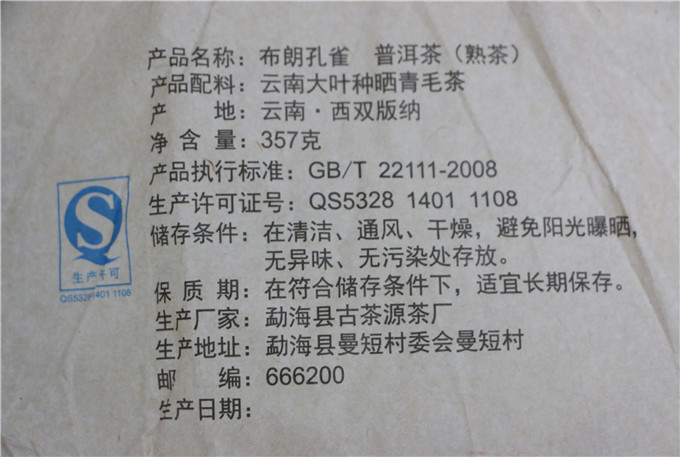 产品名称：布朗孔雀 普洱茶（熟茶）
产品配料：云南大叶种晒青毛茶
产 地：云南·西双版纳
净 含 量：357克
产品执行标准：GB/T 22111-2008
生产许可证号：QS5328 1401 1108
储存条件：在清洁、通风、干燥，避免阳光曝晒，
无异味、无污染处存放。
保 质 期：在符合储存条件下，适宜长期保存。
生产厂家：勐海县古茶源茶厂
生产地址：勐海县曼短村委会曼短村
邮 编：666200
生产日期：
S
生产许可
QS5328 1401 1108